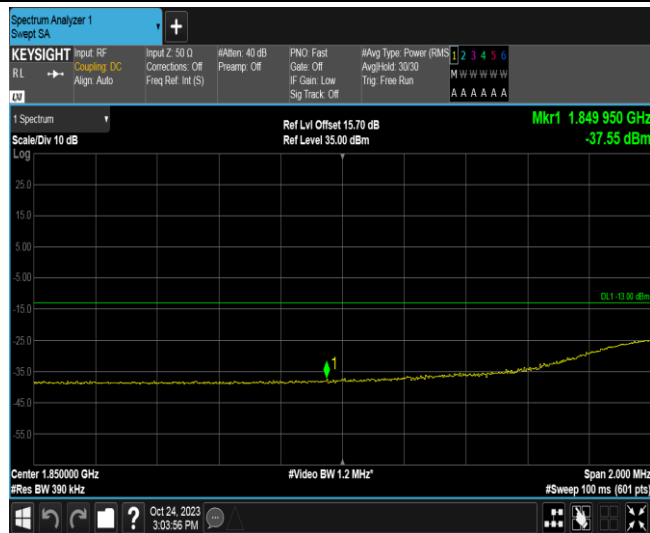 Spectrum Analyzer 1
Swept SA
+
KEYSIGHT
RL
LXI
Input: RF
Coupling: DC
Align: Auto
Input Z: 50 Ω
Corrections: Off
Freq Ref: Int (S)
#Atten: 40 dB
Preamp: Off
PNO: Fast
Gate: Off
IF Gain: Low
Sig Track: Off
#Avg Type: Power (RMS
Avg|Hold: 30/30
Trig: Free Run
1 2 3 4 5 6
M W W W W W
A A A A A A
1 Spectrum
Scale/Div 10 dB
Ref Lvl Offset 15.70 dB
Ref Level 35.00 dBm
Mkr1 1.849 950 GHz
-37.55 dBm
Log
25.0
15.0
5.00
-5.00
DL1 -13.00 dBm
-15.0
-25.0
1
-35.0
-45.0
-55.0
Center 1.850000 GHz
#Video BW 1.2 MHz*
Span 2.000 MHz
#Res BW 390 kHz
#Sweep 100 ms (601 pts)
?
Oct 24, 2023
3:03:56 PM